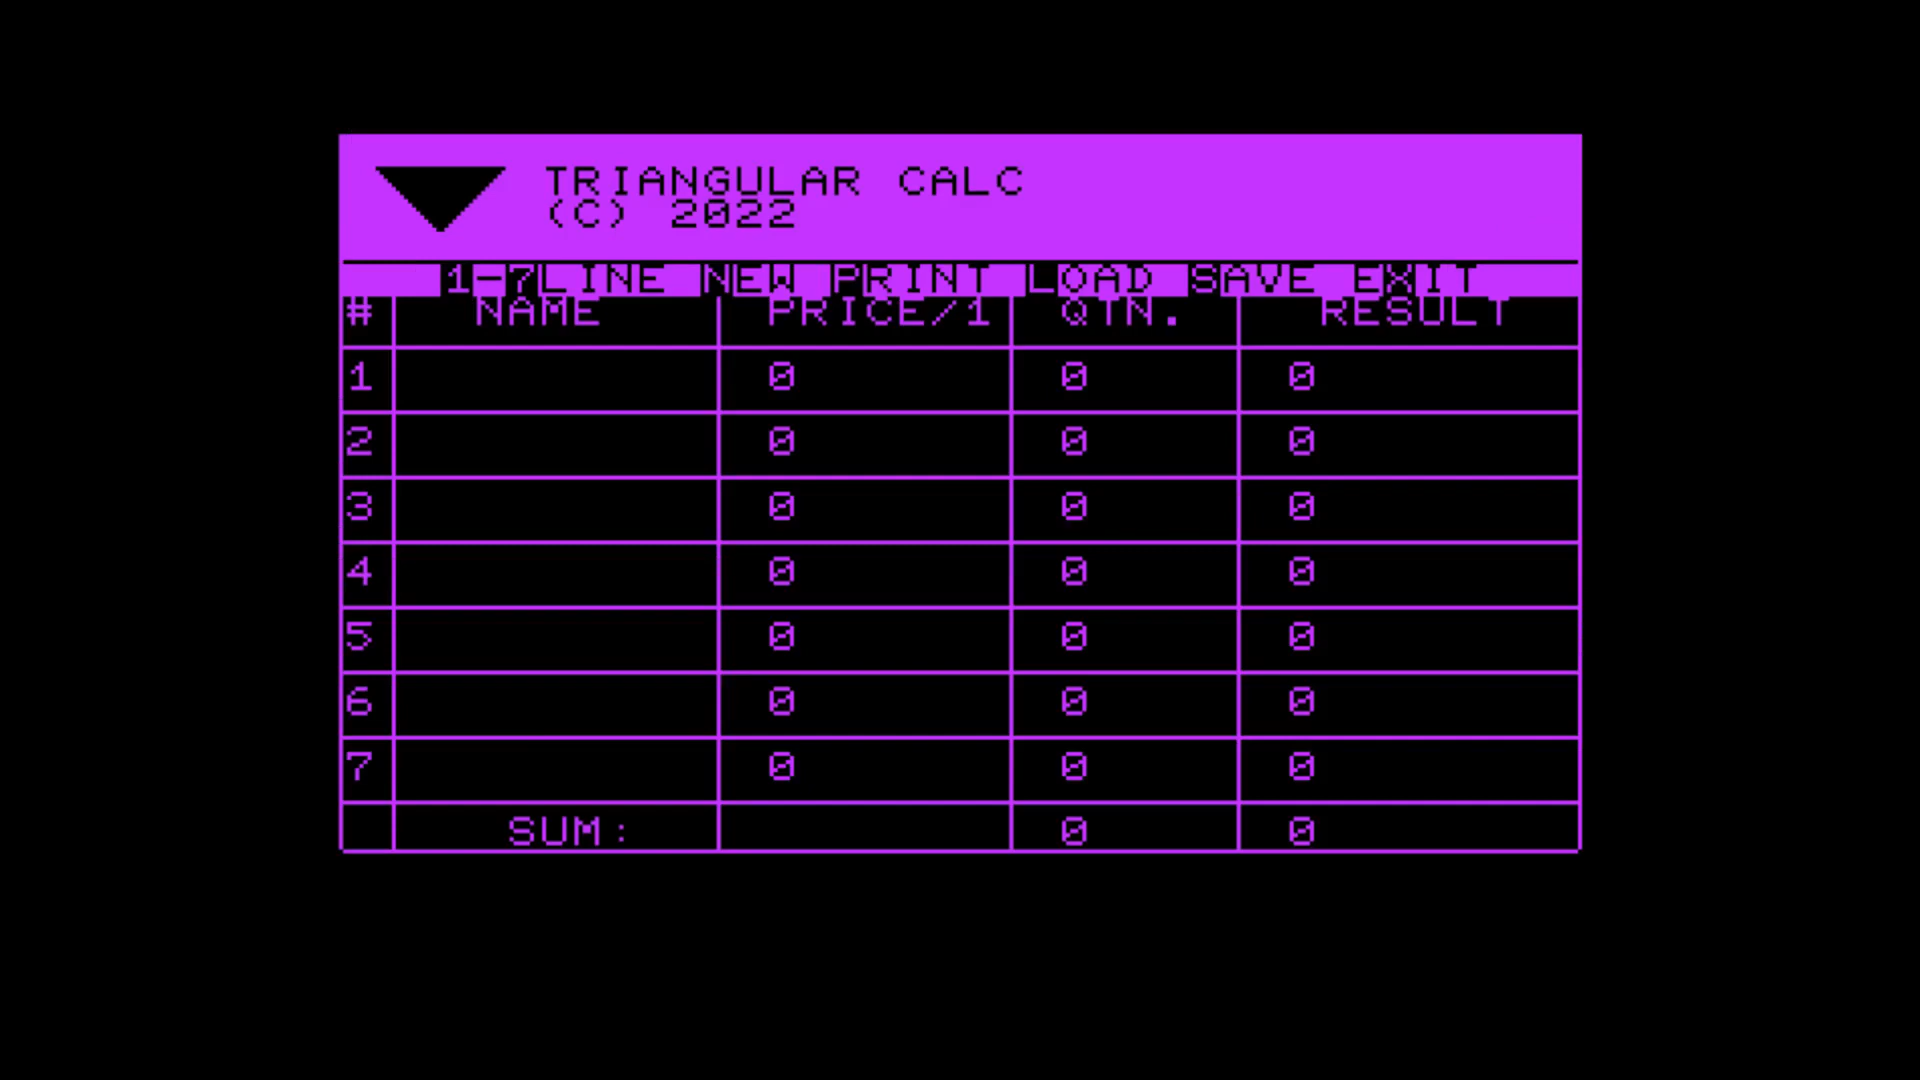 TRIANGULAR CALC
(C) 2022
1-7LINE NEW PRINT LOAD SAVE EXIT
# NAME PRICE/1 QTN. RESULT
1 0 0 0
2 0 0 0
3 0 0 0
4 0 0 0
5 0 0 0
6 0 0 0
7 0 0 0
SUM: 0 0